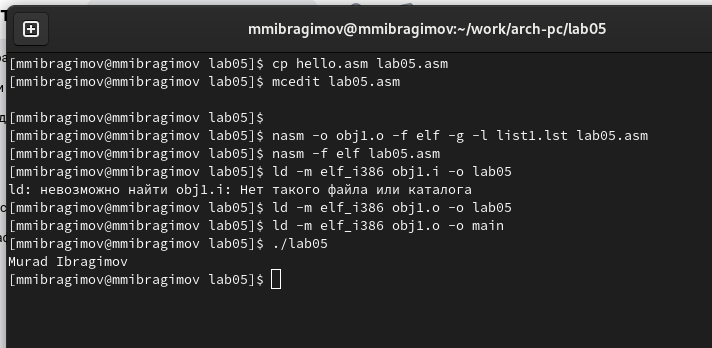 mmibragimov@mmibragimov:~/work/arch-pc/lab05
[mmibragimov@mmibragimov lab05]$ cp hello.asm lab05.asm
[mmibragimov@mmibragimov lab05]$ mcedit lab05.asm
[mmibragimov@mmibragimov lab05]$
[mmibragimov@mmibragimov lab05]$ nasm -o obj1.o -f elf -g -l list1.lst lab05.asm
[mmibragimov@mmibragimov lab05]$ nasm -f elf lab05.asm
[mmibragimov@mmibragimov lab05]$ ld -m elf_i386 obj1.i -o lab05
ld: невозможно найти obj1.i: Нет такого файла или каталога
[mmibragimov@mmibragimov lab05]$ ld -m elf_i386 obj1.o -o lab05
[mmibragimov@mmibragimov lab05]$ ld -m elf_i386 obj1.o -o main
[mmibragimov@mmibragimov lab05]$ ./lab05
Murad Ibragimov
[mmibragimov@mmibragimov lab05]$